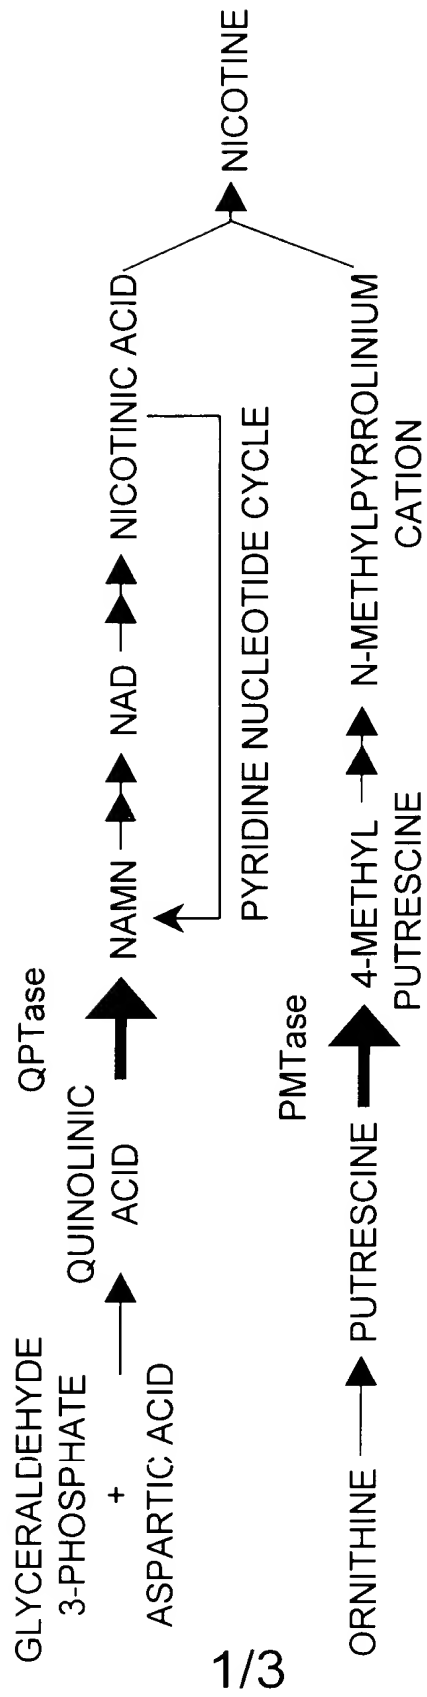 GLYCERALDEHYDE
3-PHOSPHATE
+
ASPARTIC ACID
QUINOLINIC
ACID
QPTase
NAMN
NAD
NICOTINIC ACID
PYRIDINE NUCLEOTIDE CYCLE
ORNITHINE
PUTRESCINE
PMTase
4-METHYL
PUTRESCINE
N-METHYLPYRROLINIUM
CATION
NICOTINE
1/3